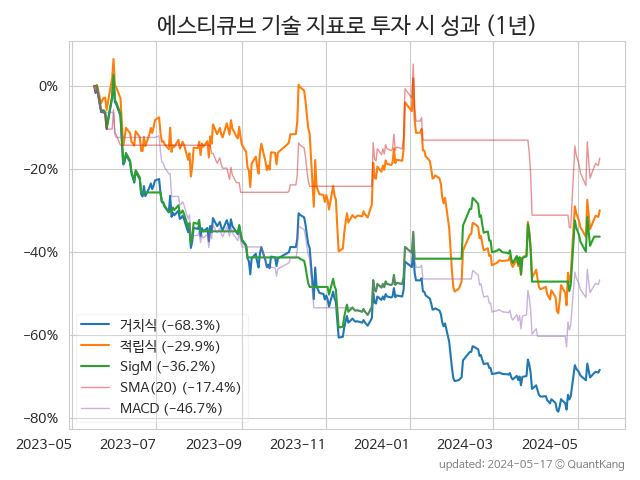 에스티큐브 기술 지표로 투자 시 성과 (1년)
0%
−20%
−40%
−60%
−80%
거치식 (−68.3%)
적립식 (−29.9%)
SigM (−36.2%)
SMA(20) (−17.4%)
MACD (−46.7%)
2023−05 2023−07 2023−09 2023−11 2024−01 2024−03 2024−05
updated: 2024−05−17 © QuantKang